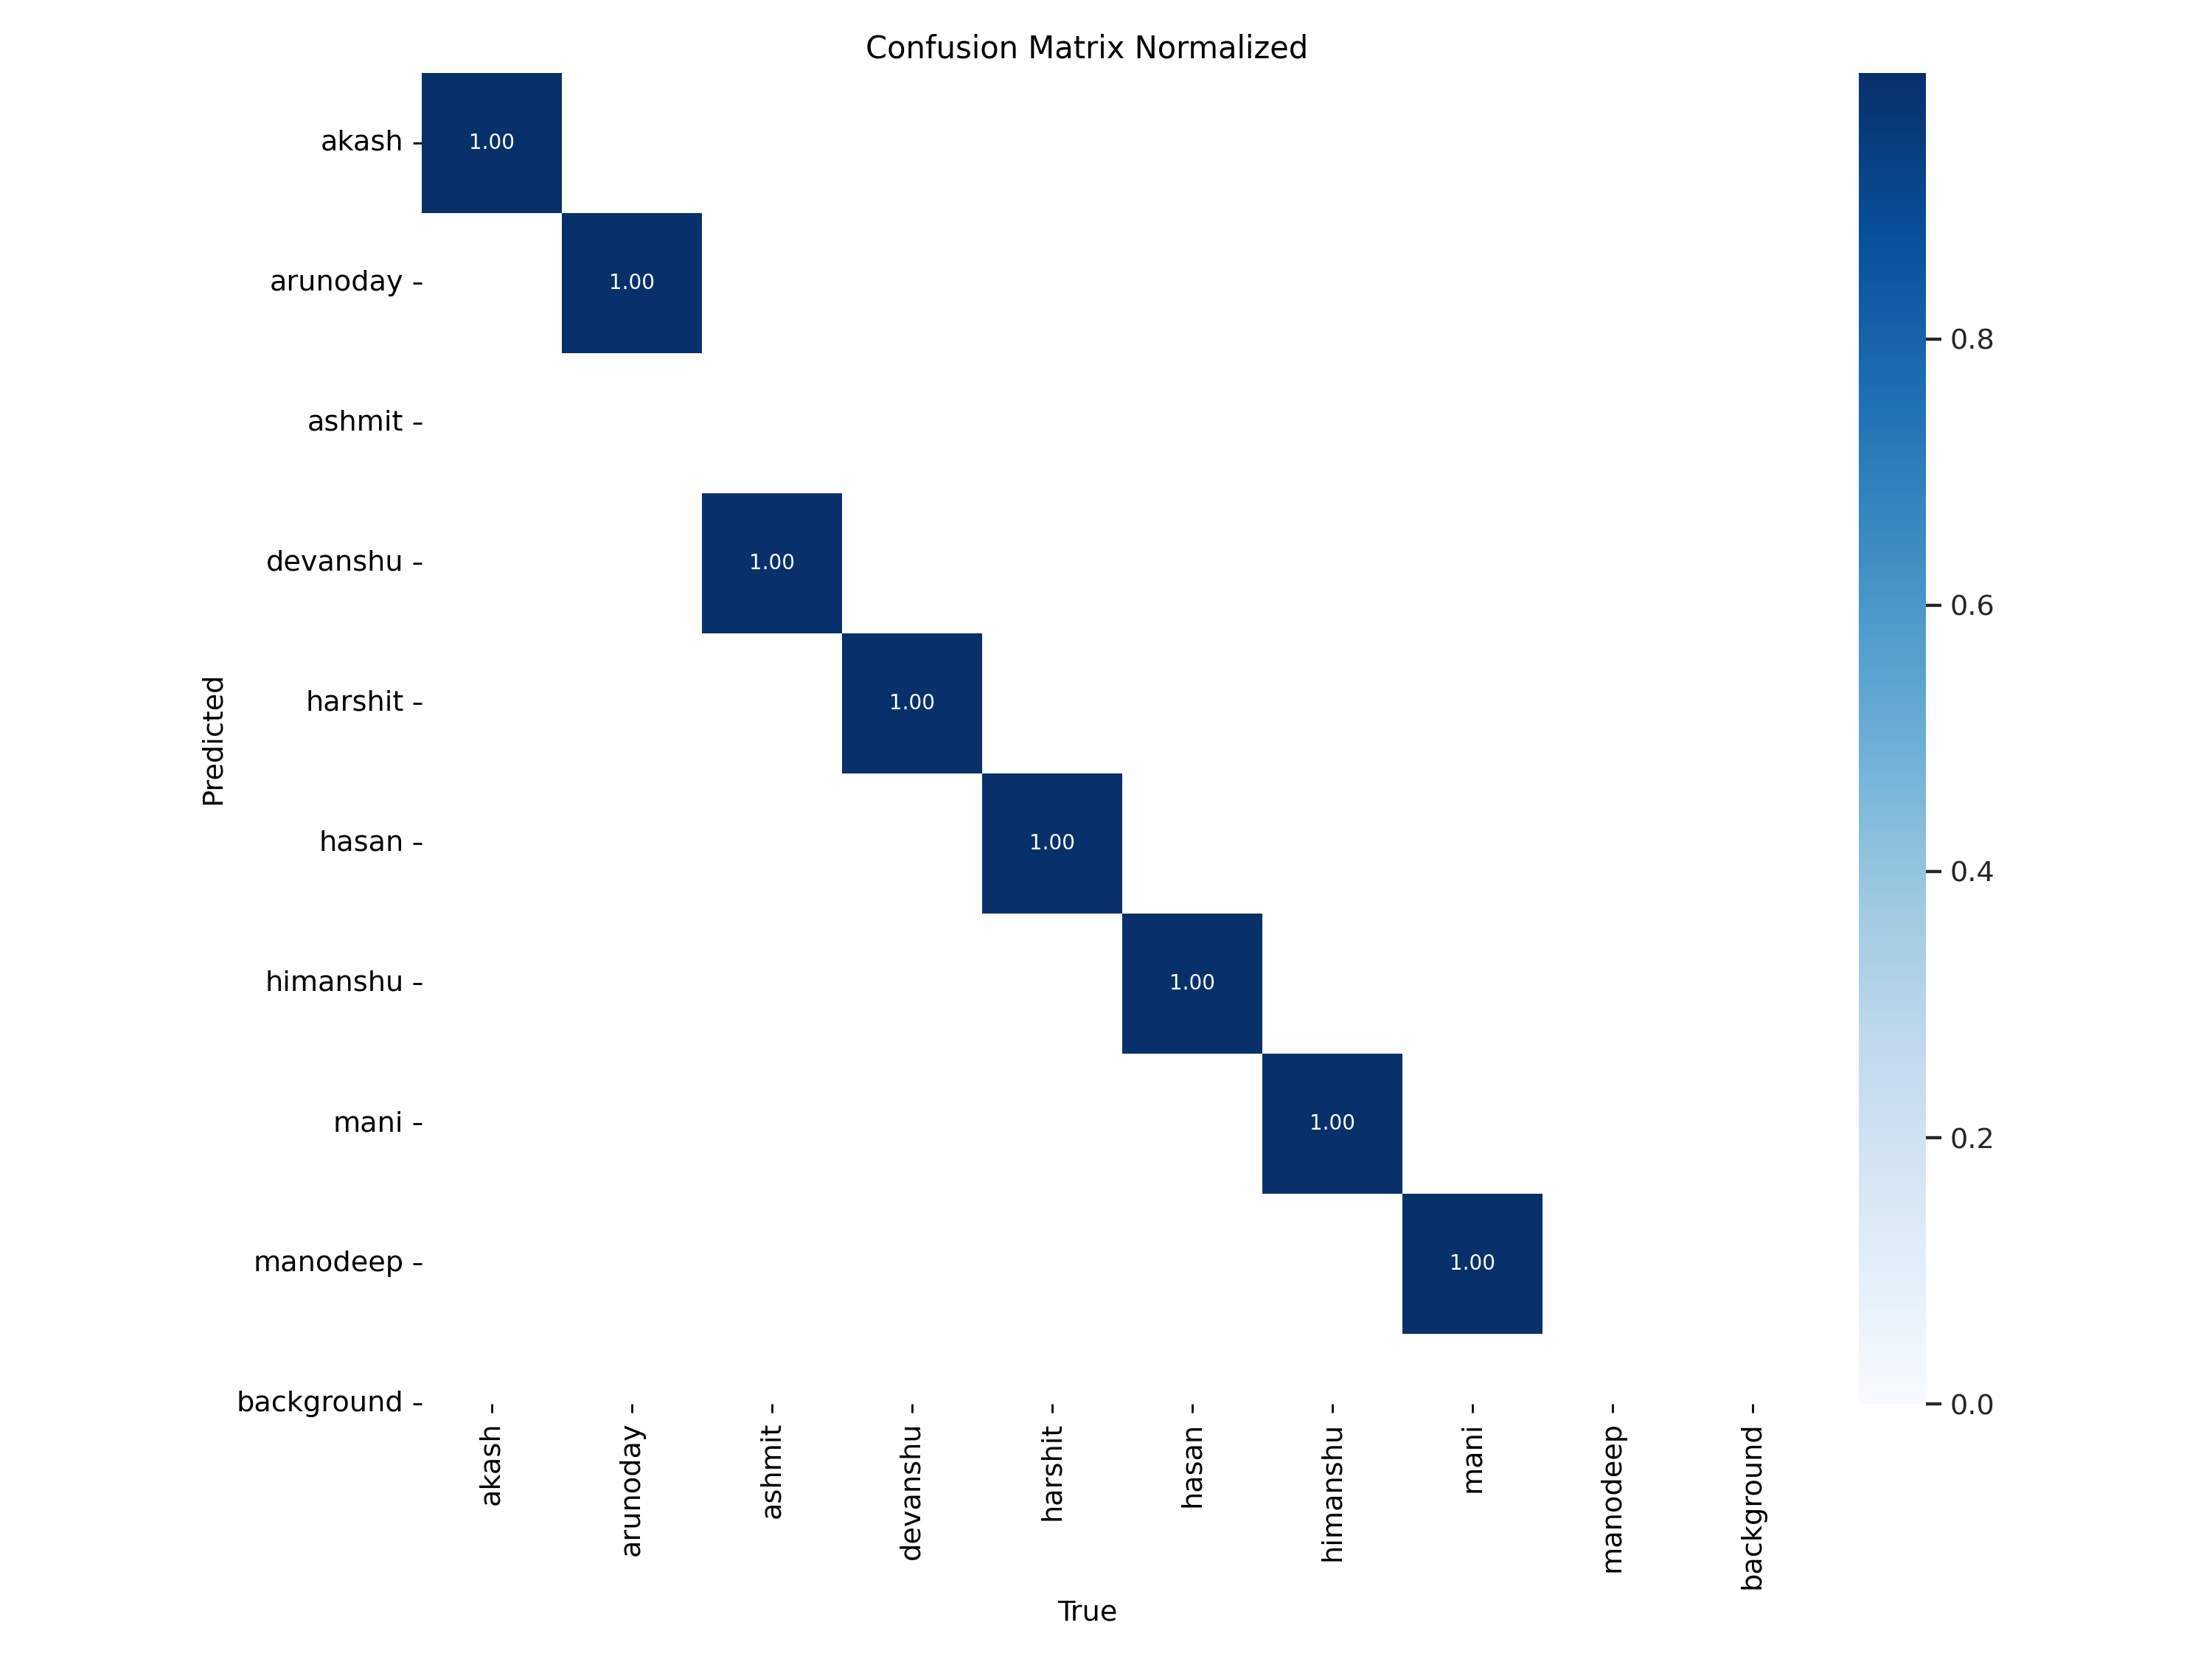 Confusion Matrix Normalized
akash
1.00
arunoday
1.00
ashmit
devanshu
1.00
harshit
1.00
hasan
1.00
himanshu
1.00
mani
1.00
manodeep
1.00
background
Predicted
akash
arunoday
ashmit
devanshu
harshit
hasan
himanshu
mani
manodeep
background
True
0.8
0.6
0.4
0.2
0.0